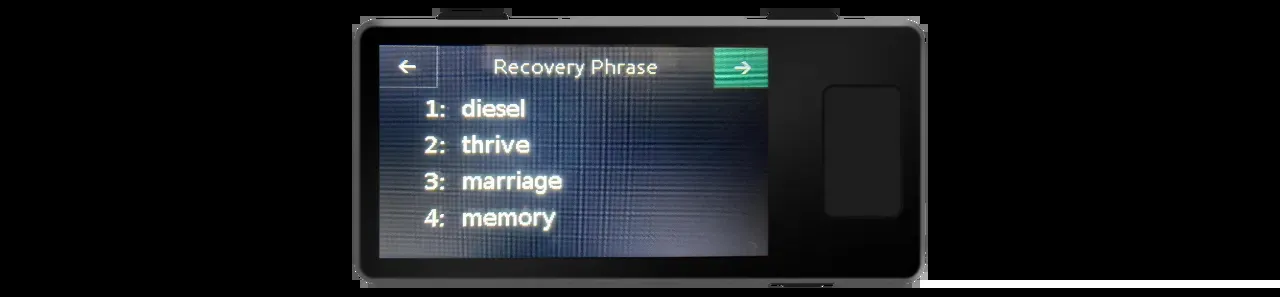 ← Recovery Phrase →
1: diesel
2: thrive
3: marriage
4: memory